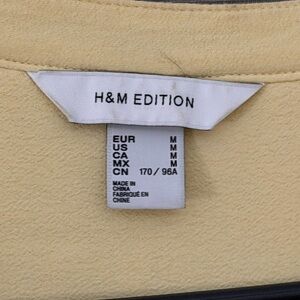 H&M EDITION
EUR M
US M
CA M
MX M
CN 170 / 96A
MADE IN
CHINA
FABRIQUÉ EN
CHINE